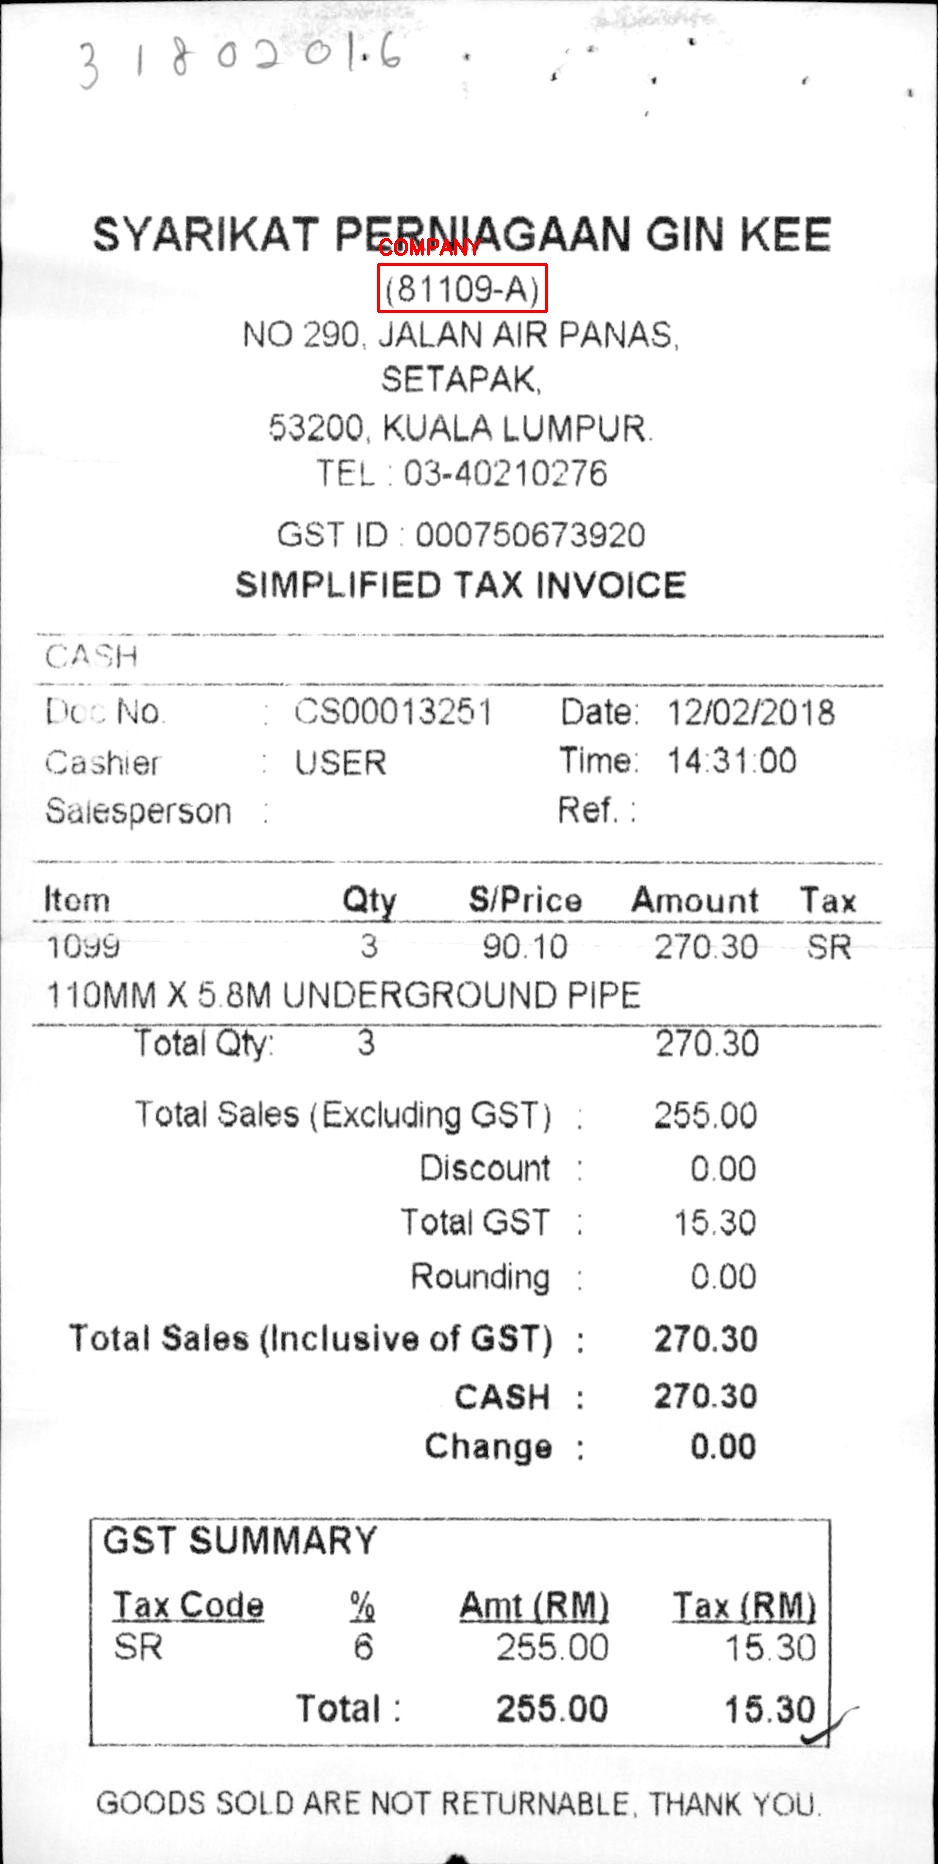 31802016
SYARIKAT PERNIAGAAN GIN KEE
COMPANY
(81109-A)
NO 290, JALAN AIR PANAS,
SETAPAK,
53200, KUALA LUMPUR.
TEL : 03-40210276
GST ID : 000750673920
SIMPLIFIED TAX INVOICE
CASH
Doc No. : CS00013251 Date: 12/02/2018
Cashier : USER Time: 14:31:00
Salesperson : Ref. :
Item Qty S/Price Amount Tax
1099 3 90.10 270.30 SR
110MM X 5.8M UNDERGROUND PIPE
Total Qty: 3 270.30
Total Sales (Excluding GST) : 255.00
Discount : 0.00
Total GST : 15.30
Rounding : 0.00
Total Sales (Inclusive of GST) : 270.30
CASH : 270.30
Change : 0.00
GST SUMMARY
Tax Code % Amt (RM) Tax (RM)
SR 6 255.00 15.30
Total : 255.00 15.30
GOODS SOLD ARE NOT RETURNABLE, THANK YOU.